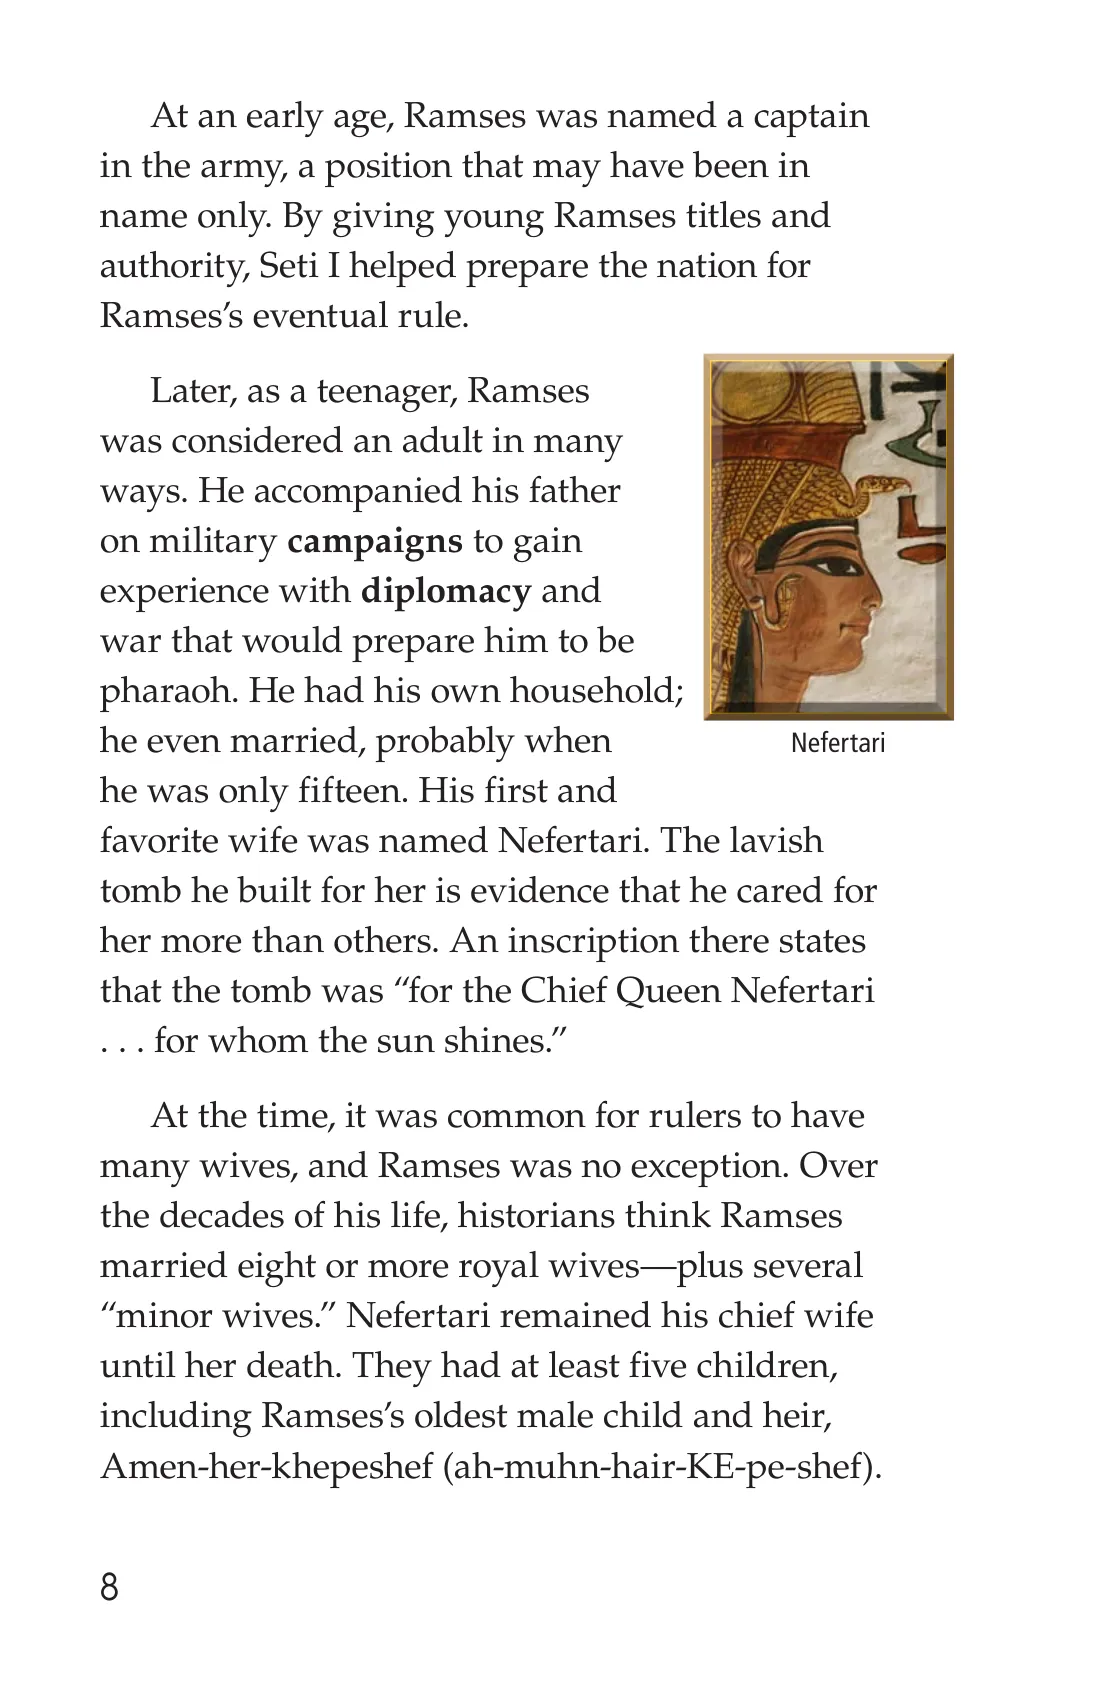 At an early age, Ramses was named a captain
in the army, a position that may have been in
name only. By giving young Ramses titles and
authority, Seti I helped prepare the nation for
Ramses’s eventual rule.
Later, as a teenager, Ramses
was considered an adult in many
ways. He accompanied his father
on military campaigns to gain
experience with diplomacy and
war that would prepare him to be
pharaoh. He had his own household;
he even married, probably when
he was only fifteen. His first and
favorite wife was named Nefertari. The lavish
tomb he built for her is evidence that he cared for
her more than others. An inscription there states
that the tomb was “for the Chief Queen Nefertari
. . . for whom the sun shines.”
Nefertari
At the time, it was common for rulers to have
many wives, and Ramses was no exception. Over
the decades of his life, historians think Ramses
married eight or more royal wives—plus several
“minor wives.” Nefertari remained his chief wife
until her death. They had at least five children,
including Ramses’s oldest male child and heir,
Amen-her-khepeshef (ah-muhn-hair-KE-pe-shef).
8